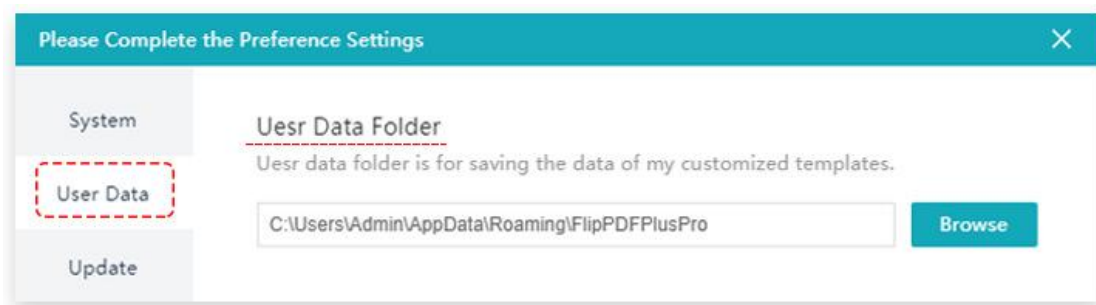 Please Complete the Preference Settings
System
User Data
Update
Uesr Data Folder
Uesr data folder is for saving the data of my customized templates.
C:\Users\Admin\AppData\Roaming\FlipPDFPlusPro
Browse